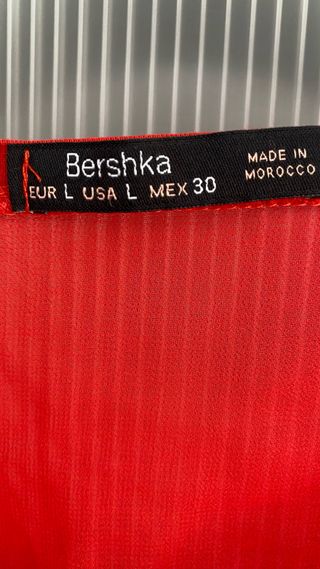 Bershka
EUR L USA L MEX 30
MADE IN
MOROCCO